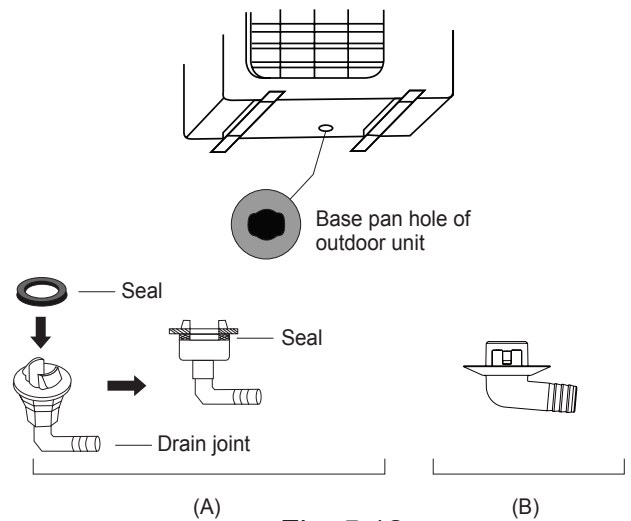 Base pan hole of
outdoor unit
Seal
Seal
Drain joint
(A)
(B)